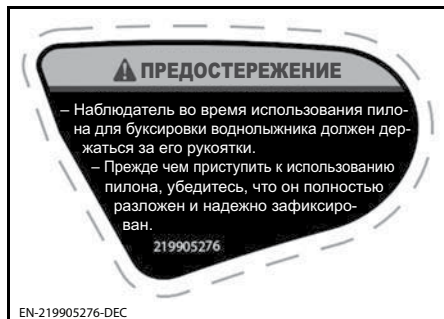 ПРЕДОСТЕРЕЖЕНИЕ
– Наблюдатель во время использования пило-
на для буксировки воднолыжника должен дер-
жаться за его рукоятки.
– Прежде чем приступить к использованию
пилона, убедитесь, что он полностью
разложен и надежно зафиксиро-
ван.
219905276
EN-219905276-DEC